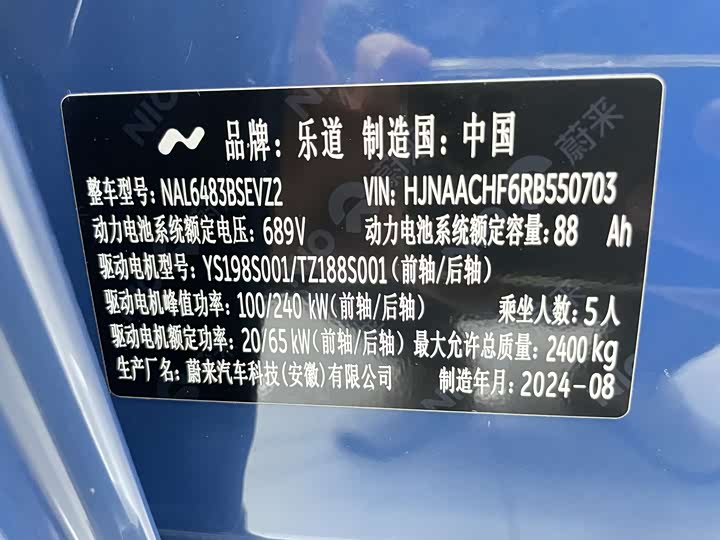 品牌：乐道 制造国：中国
整车型号：NAL6483BSEVZ2 VIN：HJNAACHF6RB550703
动力电池系统额定电压：689V 动力电池系统额定容量：88 Ah
驱动电机型号：YS198S001/TZ188S001（前轴/后轴）
驱动电机峰值功率：100/240 kW（前轴/后轴） 乘坐人数：5人
驱动电机额定功率：20/65 kW（前轴/后轴） 最大允许总质量：2400kg
生产厂名：蔚来汽车科技（安徽）有限公司 制造年月：2024-08
NIO 蔚来